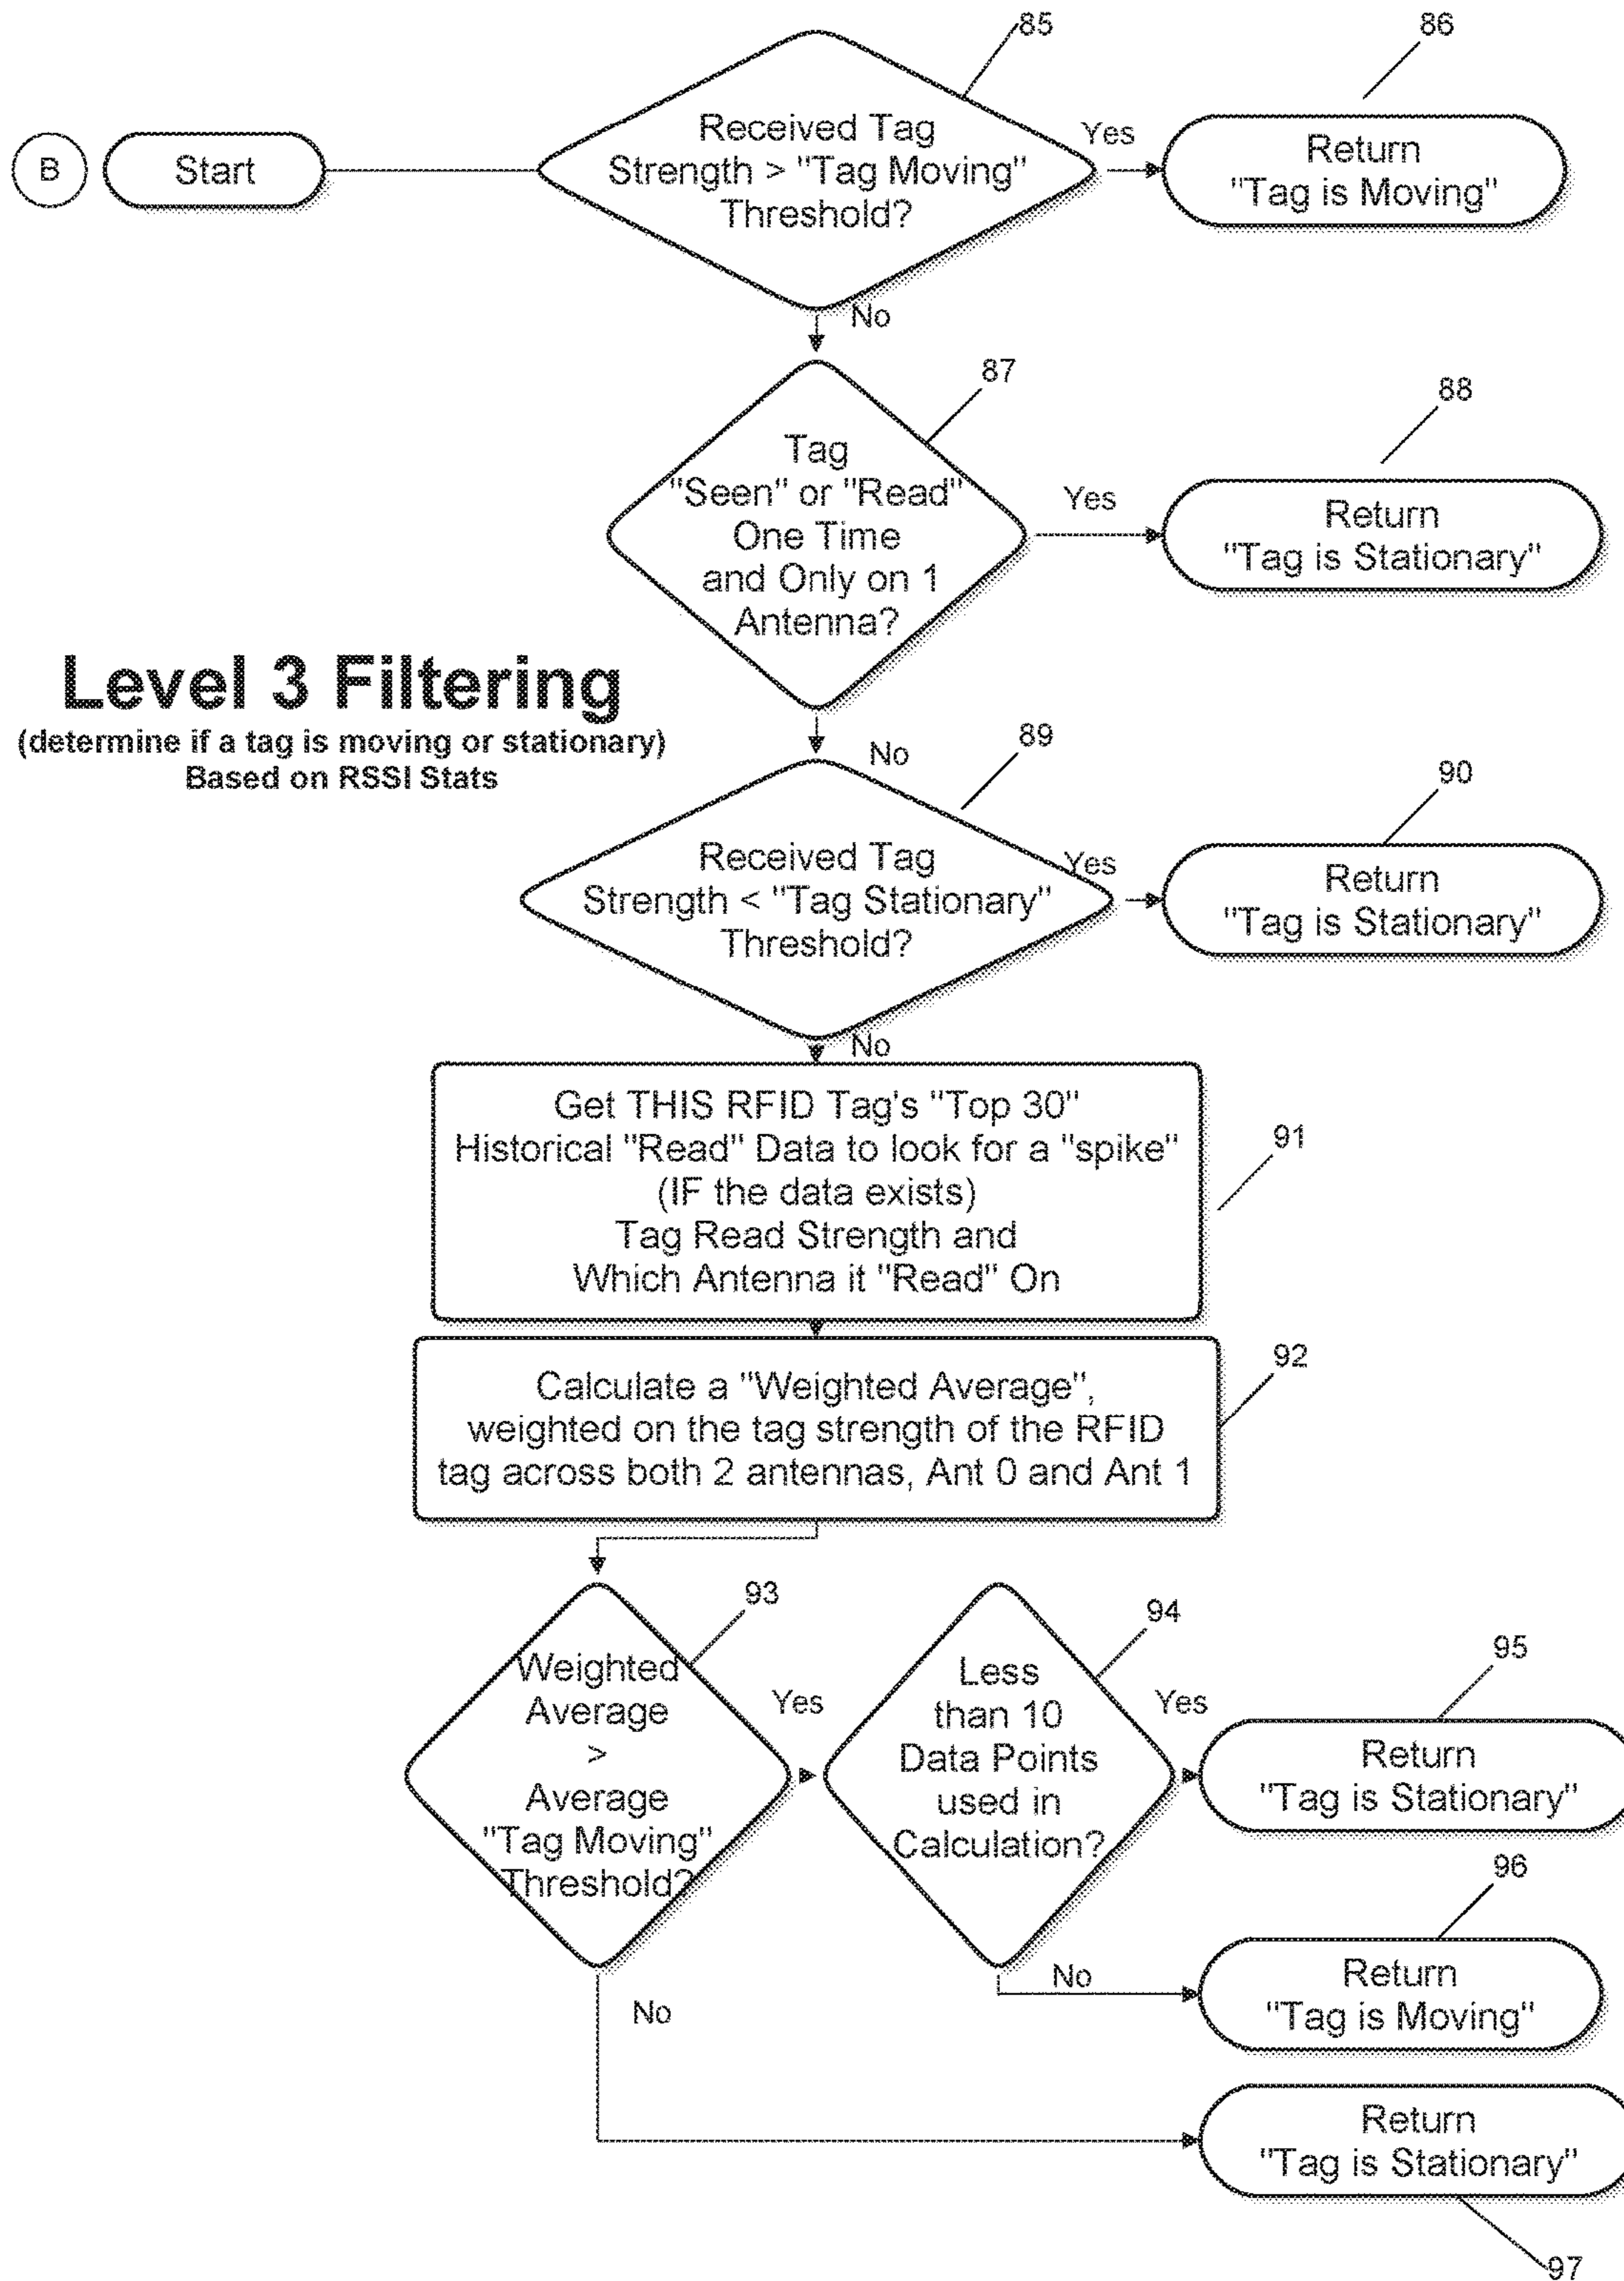 85
86
B
Start
Received Tag
Strength > "Tag Moving"
Threshold?
Yes
Return
"Tag is Moving"
No
87
88
Tag
"Seen" or "Read"
One Time
and Only on 1
Antenna?
Yes
Return
"Tag is Stationary"
Level 3 Filtering
(determine if a tag is moving or stationary)
Based on RSSI Stats
No
89
90
Received Tag
Strength < "Tag Stationary"
Threshold?
Yes
Return
"Tag is Stationary"
No
Get THIS RFID Tag's "Top 30"
Historical "Read" Data to look for a "spike"
(IF the data exists)
Tag Read Strength and
Which Antenna it "Read" On
91
Calculate a "Weighted Average",
weighted on the tag strength of the RFID
tag across both 2 antennas, Ant 0 and Ant 1
92
93
94
Weighted
Average
>
Average
"Tag Moving"
Threshold?
Yes
Less
than 10
Data Points
used in
Calculation?
Yes
95
Return
"Tag is Stationary"
96
No
Return
"Tag is Moving"
No
Return
"Tag is Stationary"
97